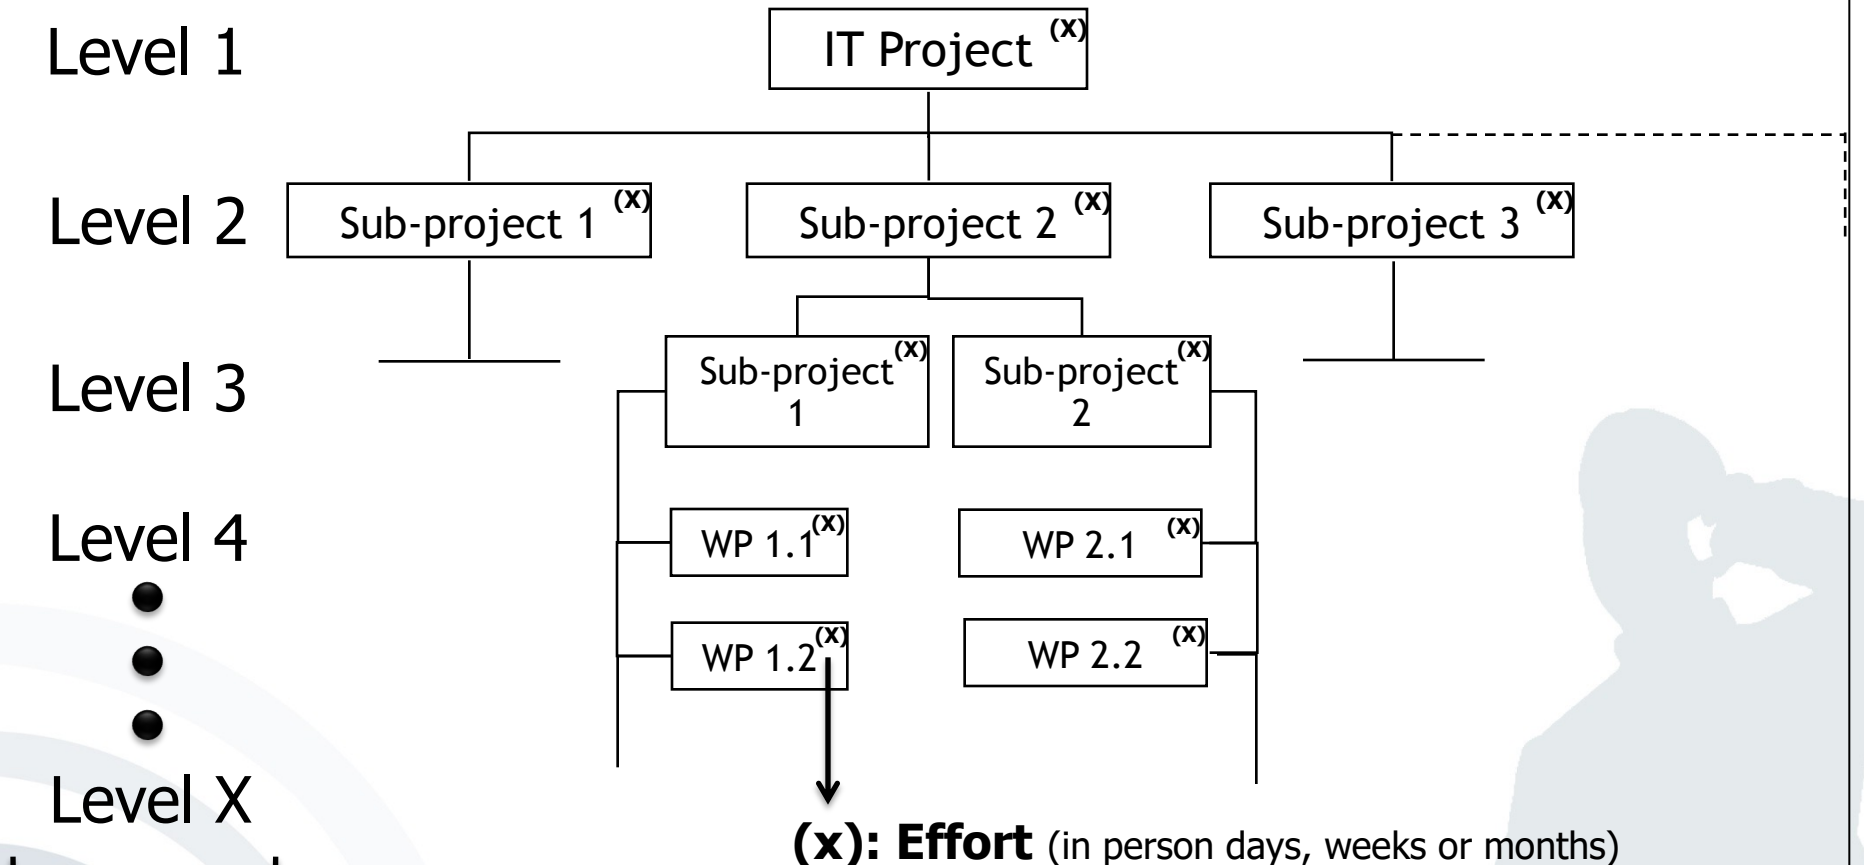 Level 1
IT Project (x)
Level 2
Sub-project 1 (x)
Sub-project 2 (x)
Sub-project 3 (x)
Level 3
Sub-project (x)
1
Sub-project (x)
2
Level 4
WP 1.1 (x)
WP 2.1 (x)
WP 1.2 (x)
WP 2.2 (x)
Level X
(x): Effort (in person days, weeks or months)